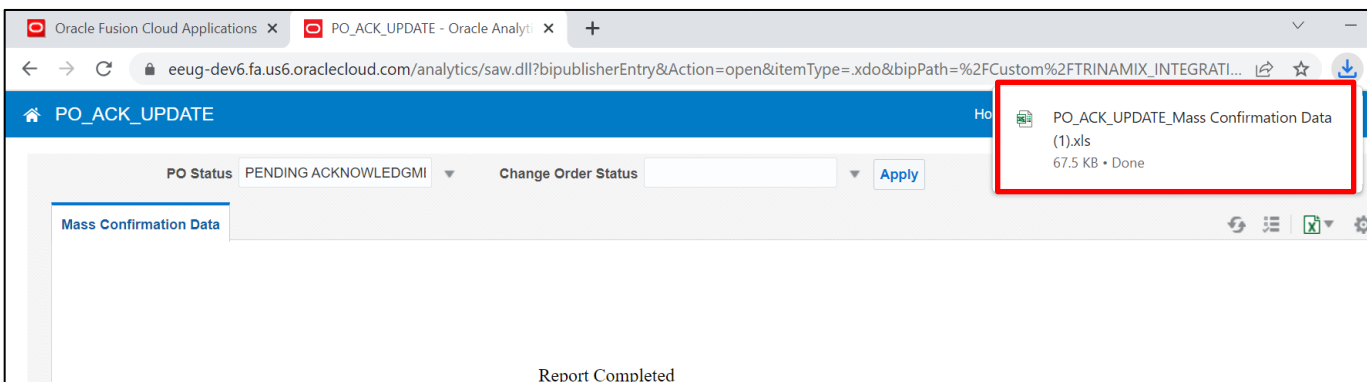 Oracle Fusion Cloud Applications
PO_ACK_UPDATE - Oracle Analyti
eeug-dev6.fa.us6.oraclecloud.com/analytics/saw.dll?bipublisherEntry&Action=open&itemType=.xdo&bipPath=%2FCustom%2FTRINAMIX_INTEGRATI...
PO_ACK_UPDATE
Ho
PO_ACK_UPDATE_Mass Confirmation Data
(1).xls
67.5 KB • Done
PO Status PENDING ACKNOWLEDGMI Change Order Status Apply
Mass Confirmation Data
Report Completed